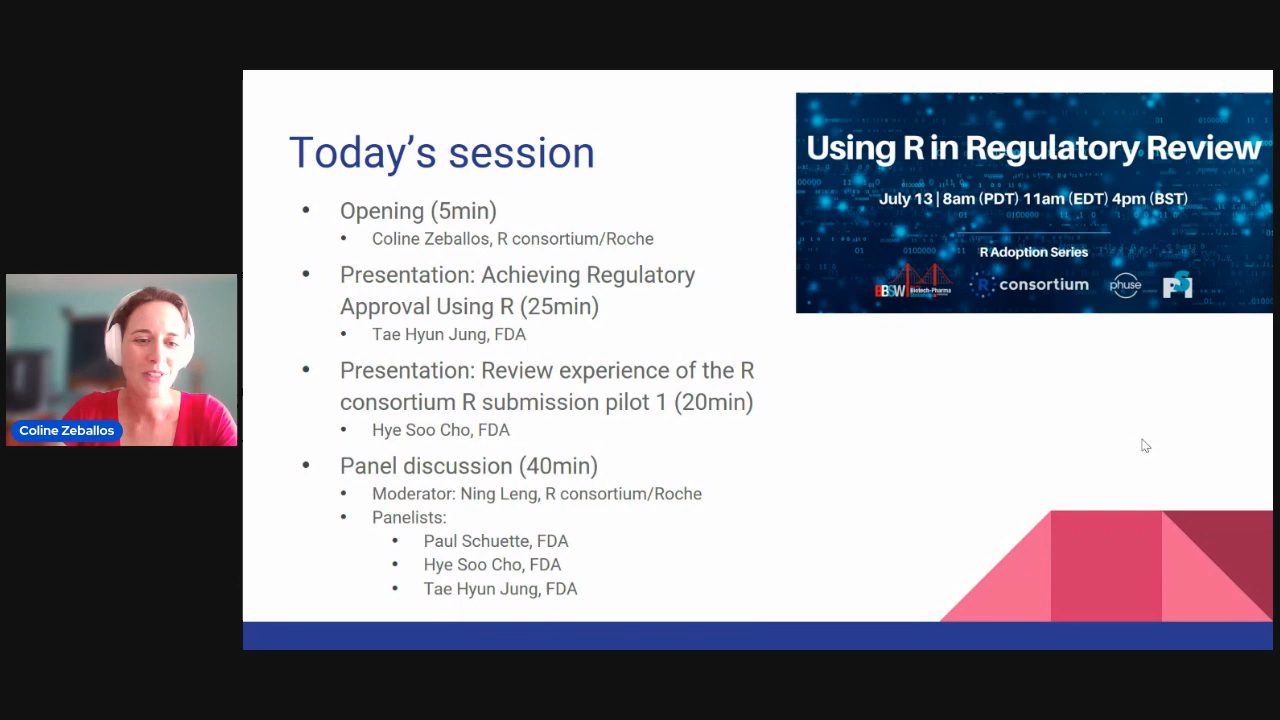 Today's session
• Opening (5min)
• Coline Zeballos, R consortium/Roche
• Presentation: Achieving Regulatory
Approval Using R (25min)
• Tae Hyun Jung, FDA
• Presentation: Review experience of the R
consortium R submission pilot 1 (20min)
• Hye Soo Cho, FDA
• Panel discussion (40min)
• Moderator: Ning Leng, R consortium/Roche
• Panelists:
• Paul Schuette, FDA
• Hye Soo Cho, FDA
• Tae Hyun Jung, FDA
Using R in Regulatory Review
July 13 | 8am (PDT) 11am (EDT) 4pm (BST)
R Adoption Series
BBSW Biotech-Pharma
R consortium
phuse
PSI
Coline Zeballos